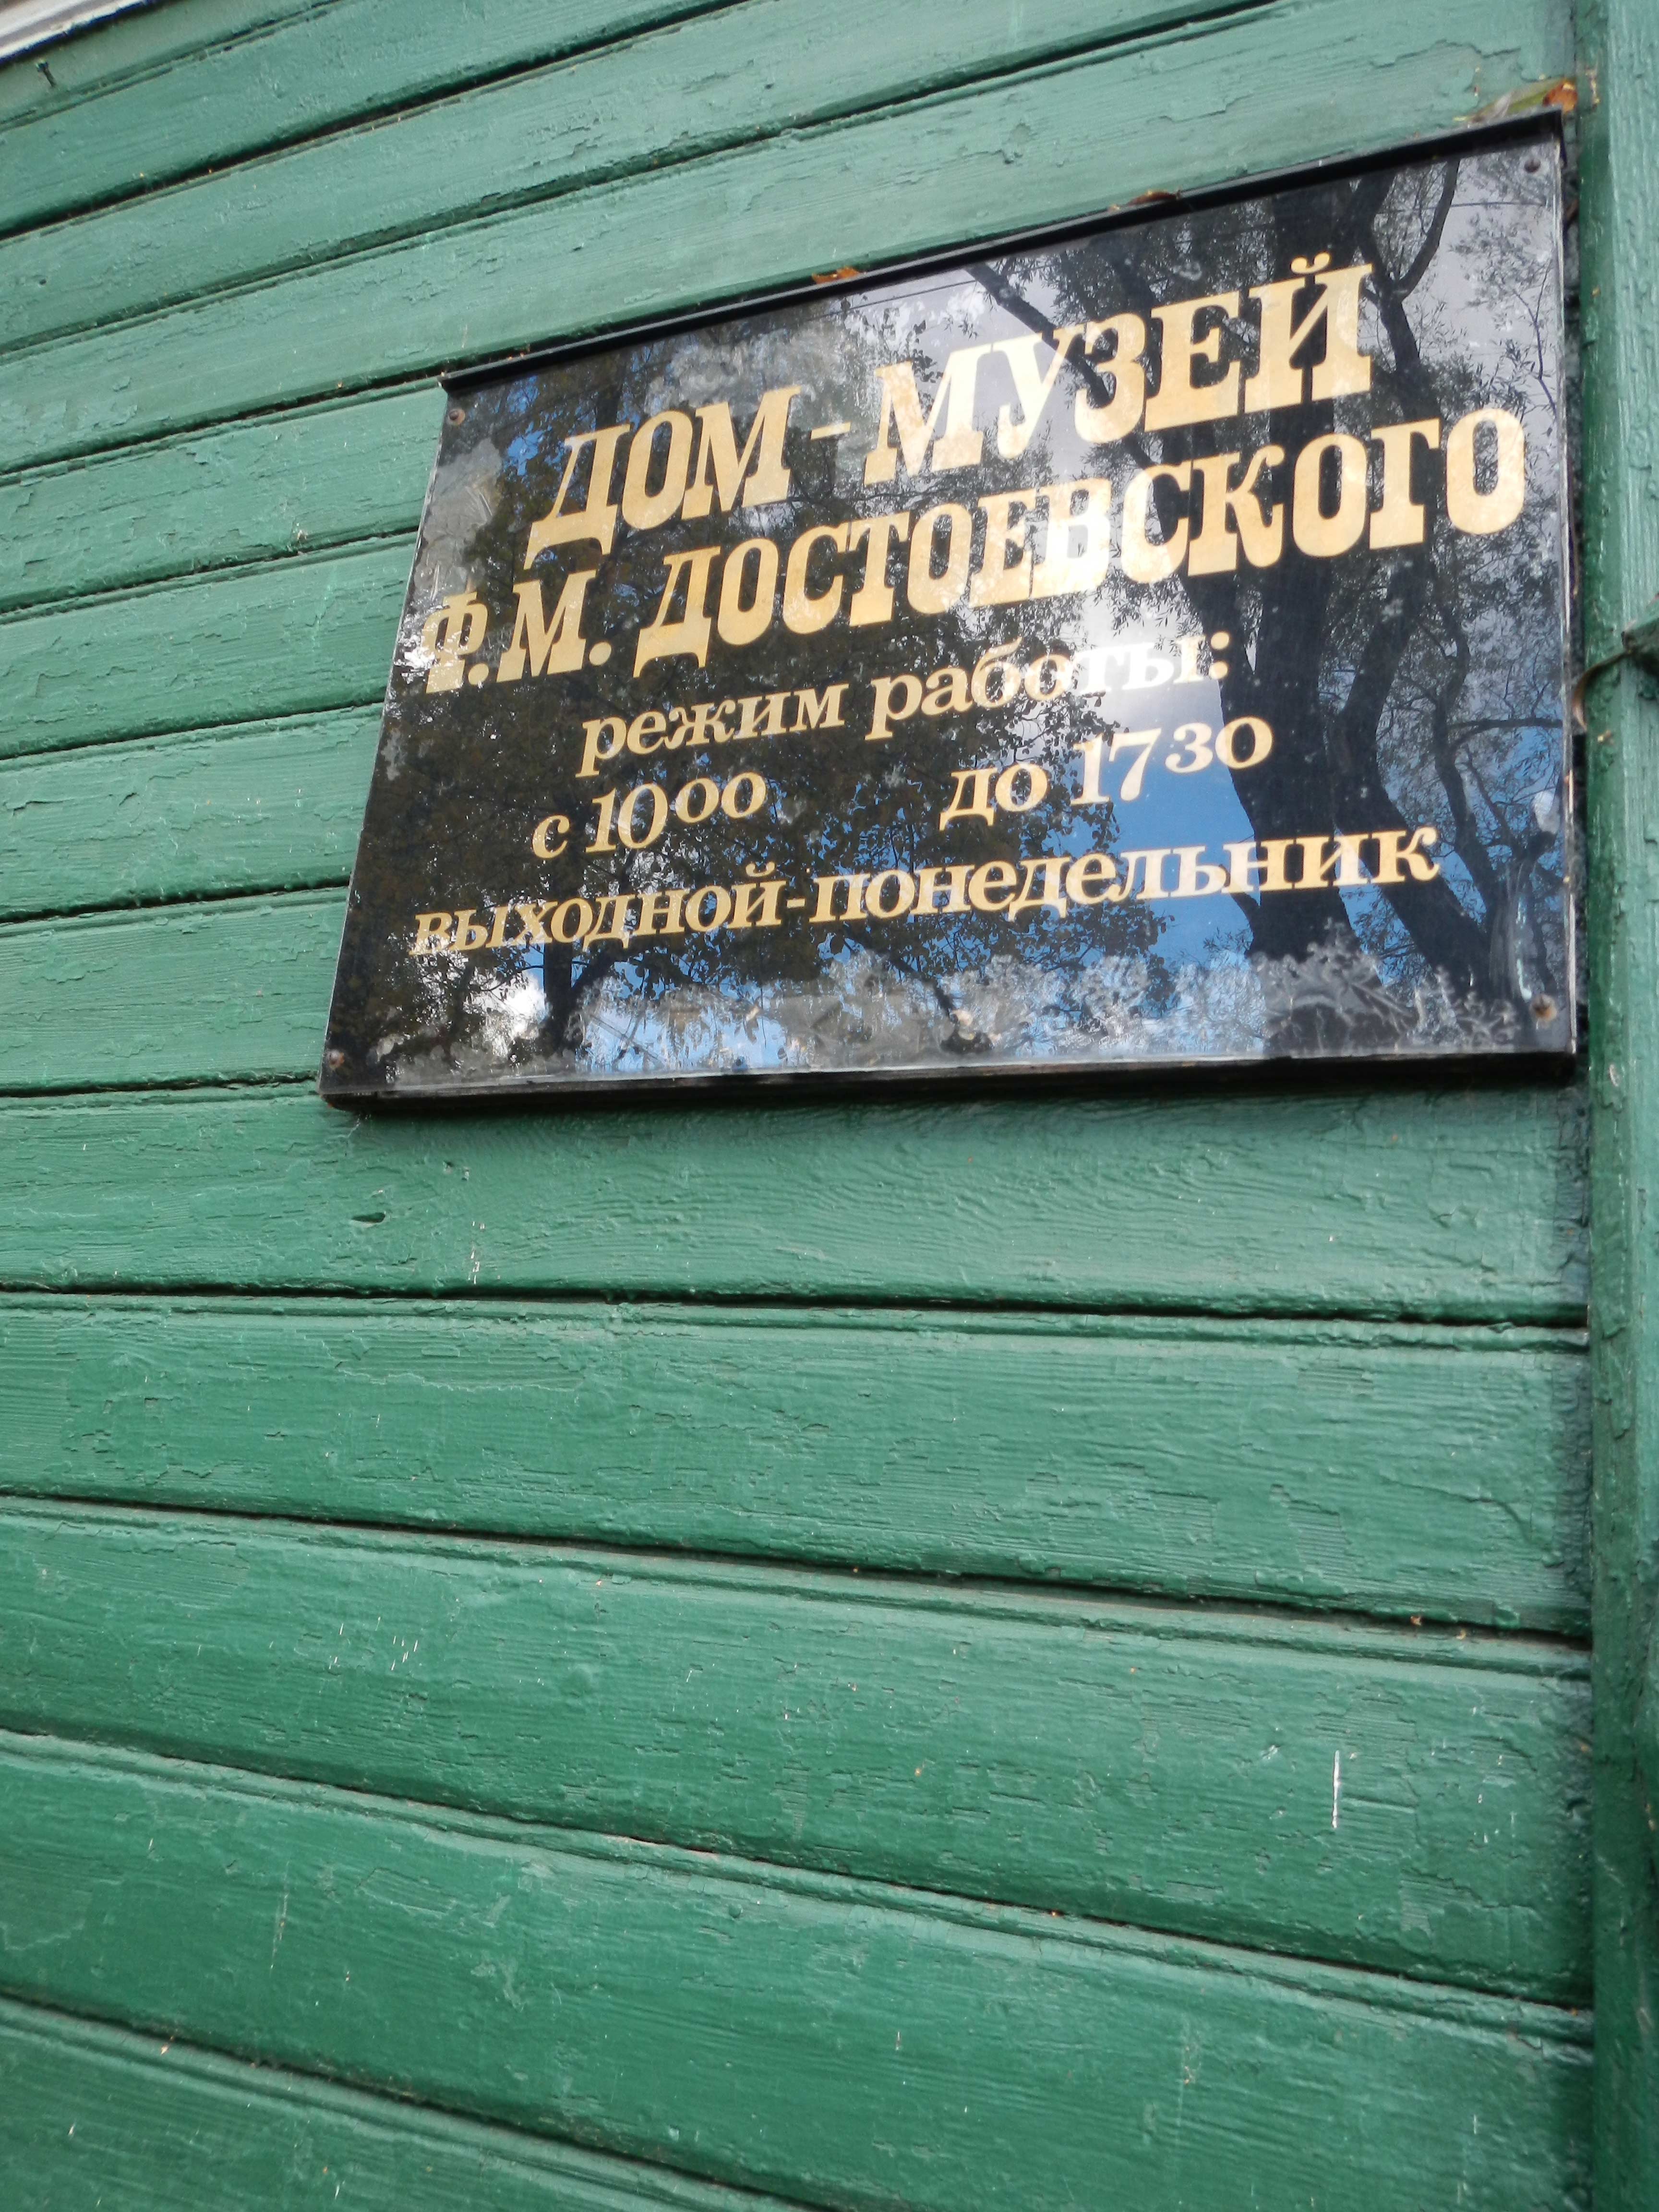 ДОМ-МУЗЕЙ
Ф.М. ДОСТОЕВСКОГО
режим работы:
с 10⁰⁰ до 17³⁰
выходной-понедельник